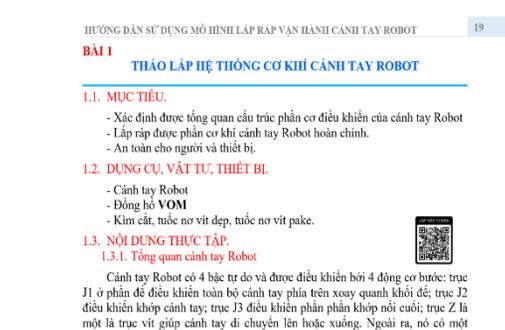 HƯỚNG DẪN SỬ DỤNG MÔ HÌNH LẮP RÁP VẬN HÀNH CÁNH TAY ROBOT 19
BÀI 1
THÁO LẮP HỆ THỐNG CƠ KHÍ CÁNH TAY ROBOT
1.1. MỤC TIÊU.
- Xác định được tổng quan cấu trúc phần cơ điều khiển của cánh tay Robot
- Lắp ráp được phần cơ khí cánh tay Robot hoàn chỉnh.
- An toàn cho người và thiết bị.
1.2. DỤNG CỤ, VẬT TƯ, THIẾT BỊ.
- Cánh tay Robot
- Đồng hồ VOM
- Kìm cắt, tuốc nơ vít dẹp, tuốc nơ vít pake.
1.3. NỘI DUNG THỰC TẬP.
1.3.1. Tổng quan cánh tay Robot
Cánh tay Robot có 4 bậc tự do và được điều khiển bởi 4 động cơ bước: trục
J1 ở phần đế điều khiển toàn bộ cánh tay phía trên xoay quanh khối đế; trục J2
điều khiển khớp cánh tay; trục J3 điều khiển phần phần khớp nối cuối; trục Z là
một là trục vít giúp cánh tay di chuyển lên hoặc xuống. Ngoài ra, nó có một